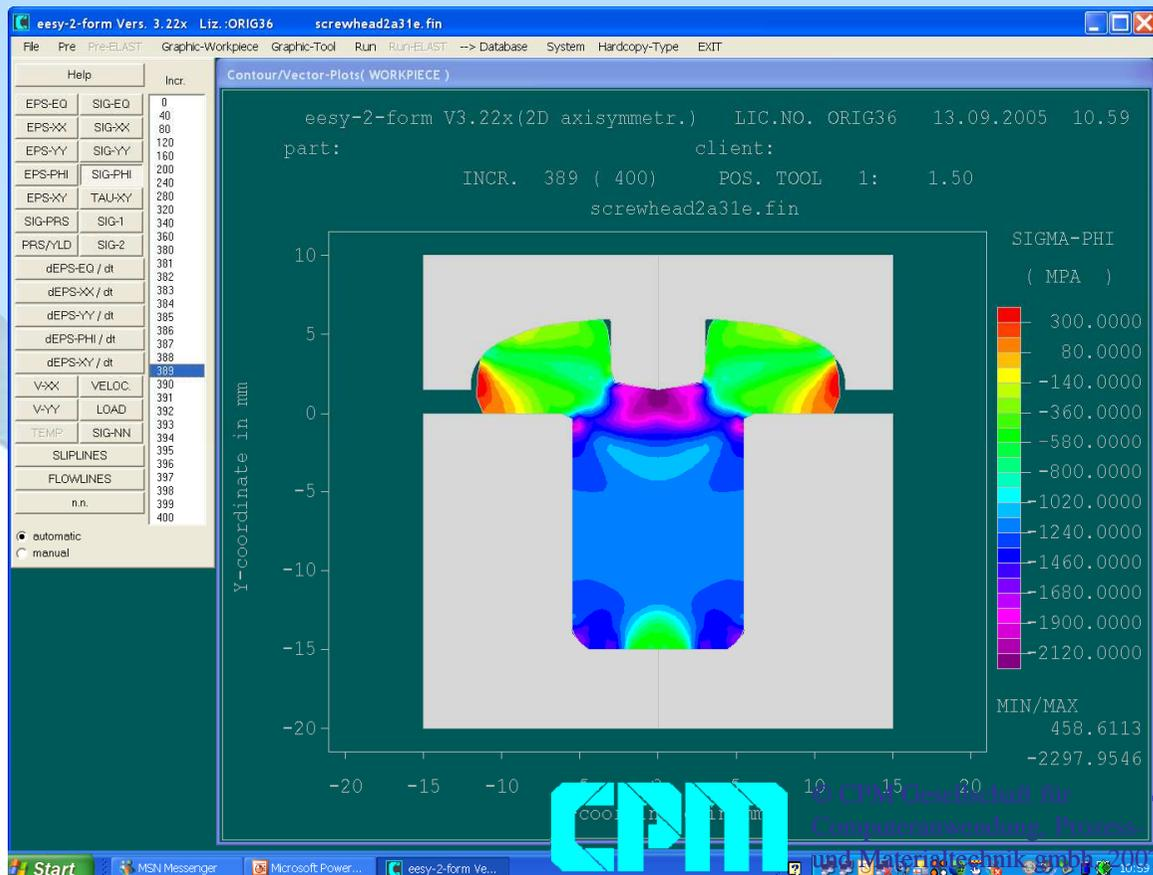 eesy-2-form Vers. 3.22x Liz. :ORIG36 screwhead2a31e.fin
File Pre Pre-ELAST Graphic-Workpiece Graphic-Tool Run Run-ELAST --> Database System Hardcopy-Type EXIT
Help Incr.
EPS-EQ SIG-EQ
EPS-XX SIG-XX
EPS-YY SIG-YY
EPS-PHI SIG-PHI
EPS-XY TAU-XY
SIG-PRS SIG-1
PRS/YLD SIG-2
dEPS-EQ / dt
dEPS-XX / dt
dEPS-YY / dt
dEPS-PHI / dt
dEPS-XY / dt
V-XX VELOC.
V-YY LOAD
TEMP SIG-NN
SLIPLINES
FLOWLINES
n.n.
automatic
manual
0
40
80
120
160
200
240
280
320
340
360
380
381
382
383
384
385
386
387
388
389
390
391
392
393
394
395
396
397
398
399
400
Contour/Vector-Plots( WORKPIECE )
eesy-2-form V3.22x(2D axisymmetr.) LIC.NO. ORIG36 13.09.2005 10.59
part: client:
INCR. 389 ( 400) POS. TOOL 1: 1.50
screwhead2a31e.fin
SIGMA-PHI
( MPA )
300.0000
80.0000
-140.0000
-360.0000
-580.0000
-800.0000
-1020.0000
-1240.0000
-1460.0000
-1680.0000
-1900.0000
-2120.0000
MIN/MAX
458.6113
-2297.9546
Y-coordinate in mm
10
5
0
-5
-10
-15
-20
-20 -15 -10 -5 5 10 15 20
CPM
© CPM Gesellschaft für
Computeranwendung, Prozess-
und Materialtechnik gmbh, 200
Start MSN Messenger Microsoft Power... eesy-2-form Ve... 10:59